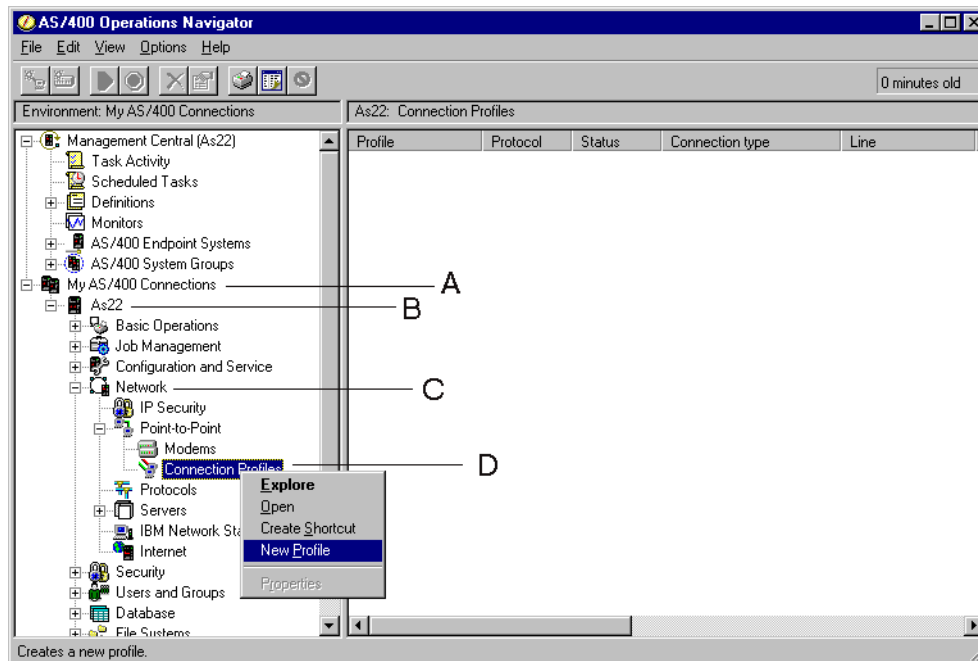 AS/400 Operations Navigator
File Edit View Options Help
0 minutes old
Environment: My AS/400 Connections
As22: Connection Profiles
Profile Protocol Status Connection type Line
Management Central (As22)
Task Activity
Scheduled Tasks
Definitions
Monitors
AS/400 Endpoint Systems
AS/400 System Groups
My AS/400 Connections A
As22 B
Basic Operations
Job Management
Configuration and Service
Network C
IP Security
Point-to-Point
Modems
Connection Profiles D
Protocols
Servers
IBM Network Sta
Internet
Security
Users and Groups
Database
File Systems
Explore
Open
Create Shortcut
New Profile
Properties
Creates a new profile.